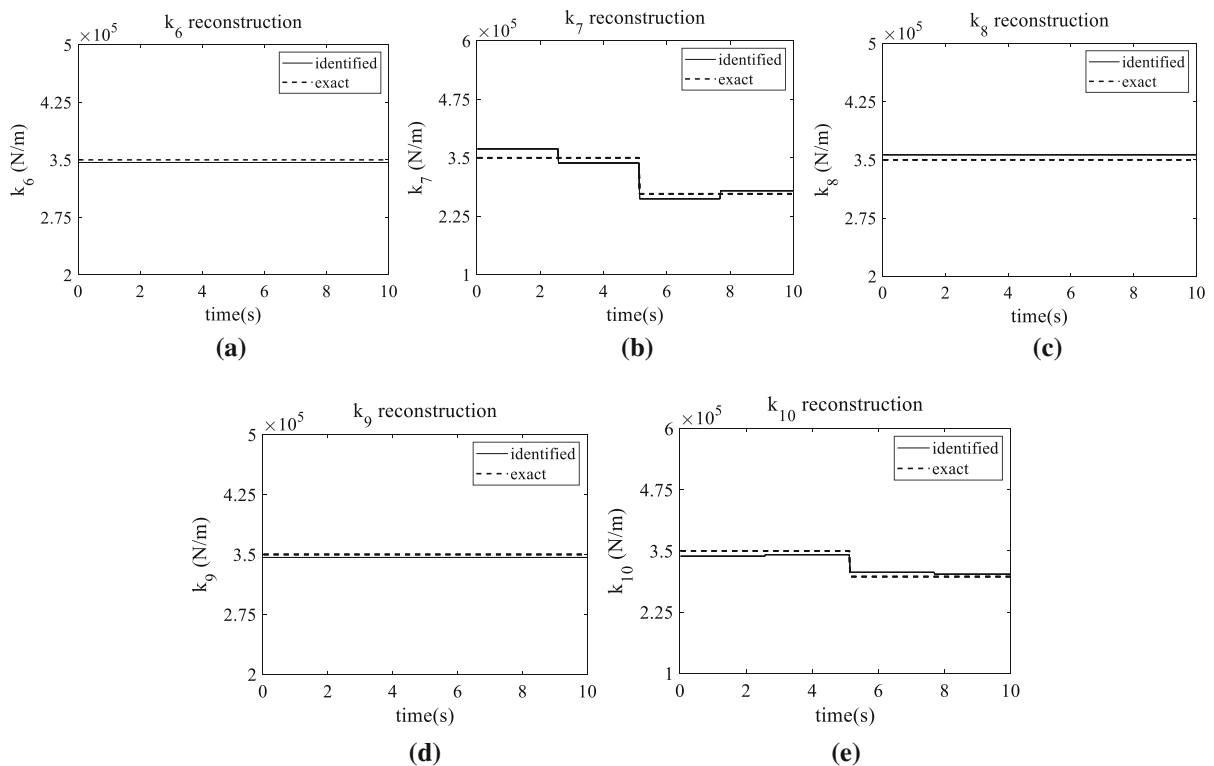 k6 reconstruction
×10^5
5
4.25
3.5
2.75
2
k6 (N/m)
identified
exact
0 2 4 6 8 10
time(s)
(a)
k7 reconstruction
×10^5
6
4.75
3.5
2.25
1
k7 (N/m)
identified
exact
0 2 4 6 8 10
time(s)
(b)
k8 reconstruction
×10^5
5
4.25
3.5
2.75
2
k8 (N/m)
identified
exact
0 2 4 6 8 10
time(s)
(c)
k9 reconstruction
×10^5
5
4.25
3.5
2.75
2
k9 (N/m)
identified
exact
0 2 4 6 8 10
time(s)
(d)
k10 reconstruction
×10^5
6
4.75
3.5
2.25
1
k10 (N/m)
identified
exact
0 2 4 6 8 10
time(s)
(e)